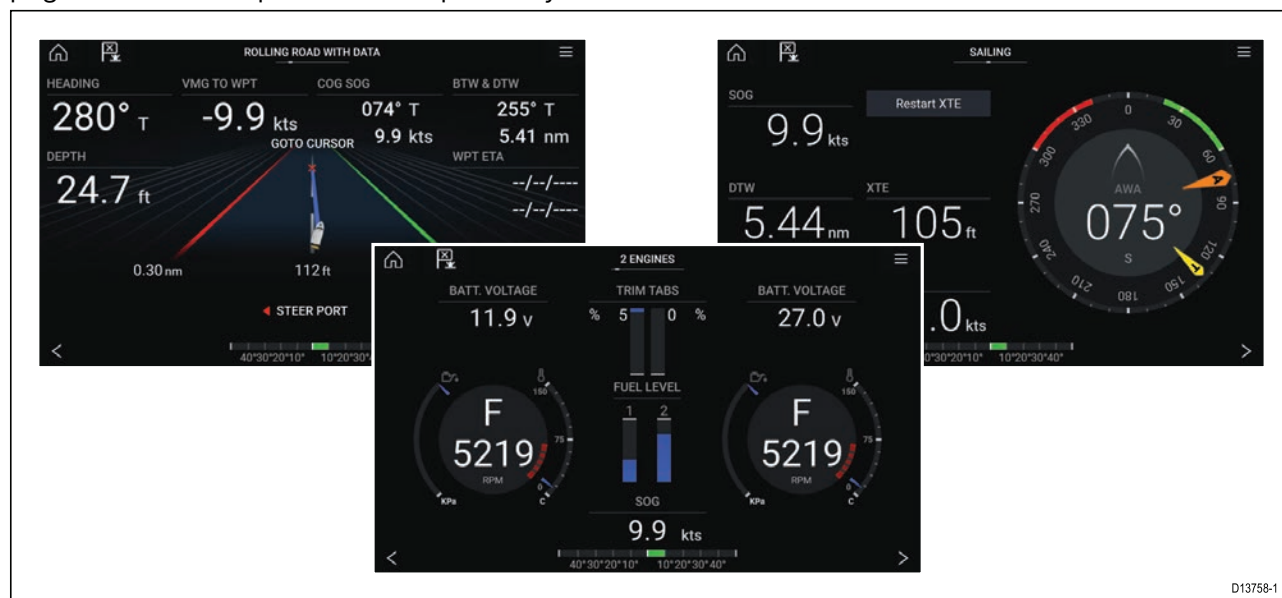 ROLLING ROAD WITH DATA
HEADING
VMG TO WPT
COG SOG
BTW & DTW
280° T
-9.9 kts
074° T
9.9 kts
255° T
5.41 nm
GOTO CURSOR
DEPTH
24.7 ft
WPT ETA
--/--/----
--/--/----
0.30 nm
112 ft
STEER PORT
40°30°20°10°
SAILING
SOG
9.9 kts
Restart XTE
DTW
5.44 nm
XTE
105 ft
.0 kts
0 30 60 90 120 150 180 210 240 270 300 330
A
T
AWA
075°
S
10°20°30°40°
2 ENGINES
BATT. VOLTAGE
11.9 v
TRIM TABS
% 5 0 %
BATT. VOLTAGE
27.0 v
F
5219
RPM
KPa
150
75
0
C
FUEL LEVEL
1 2
F
5219
RPM
KPa
150
75
0
C
SOG
9.9 kts
40°30°20°10° 10°20°30°40°
D13758-1